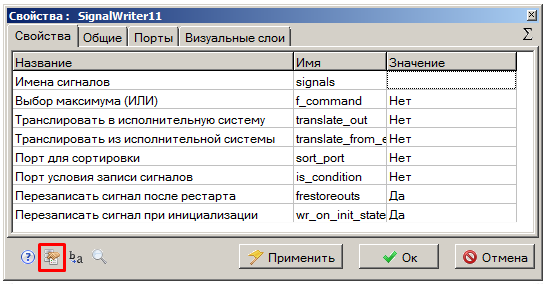 Свойства : SignalWriter11
Свойства Общие Порты Визуальные слои Σ
Название Имя Значение
Имена сигналов signals
Выбор максимума (ИЛИ) f_command Нет
Транслировать в исполнительную систему translate_out Нет
Транслировать из исполнительной системы translate_from_e Нет
Порт для сортировки sort_port Нет
Порт условия записи сигналов is_condition Нет
Перезаписать сигнал после рестарта frestoreouts Да
Перезаписать сигнал при инициализации wr_on_init_state Да
? b a Применить Ok Отмена